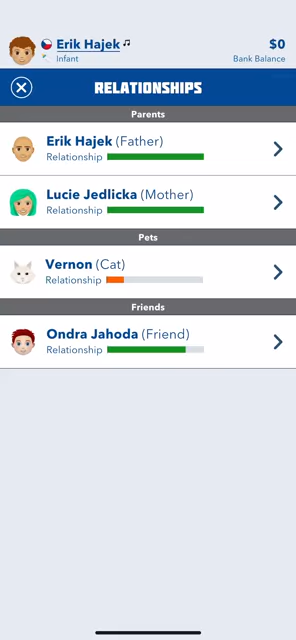 Erik Hajek
$0
Infant
Bank Balance
RELATIONSHIPS
Parents
Erik Hajek (Father)
Relationship
Lucie Jedlicka (Mother)
Relationship
Pets
Vernon (Cat)
Relationship
Friends
Ondra Jahoda (Friend)
Relationship